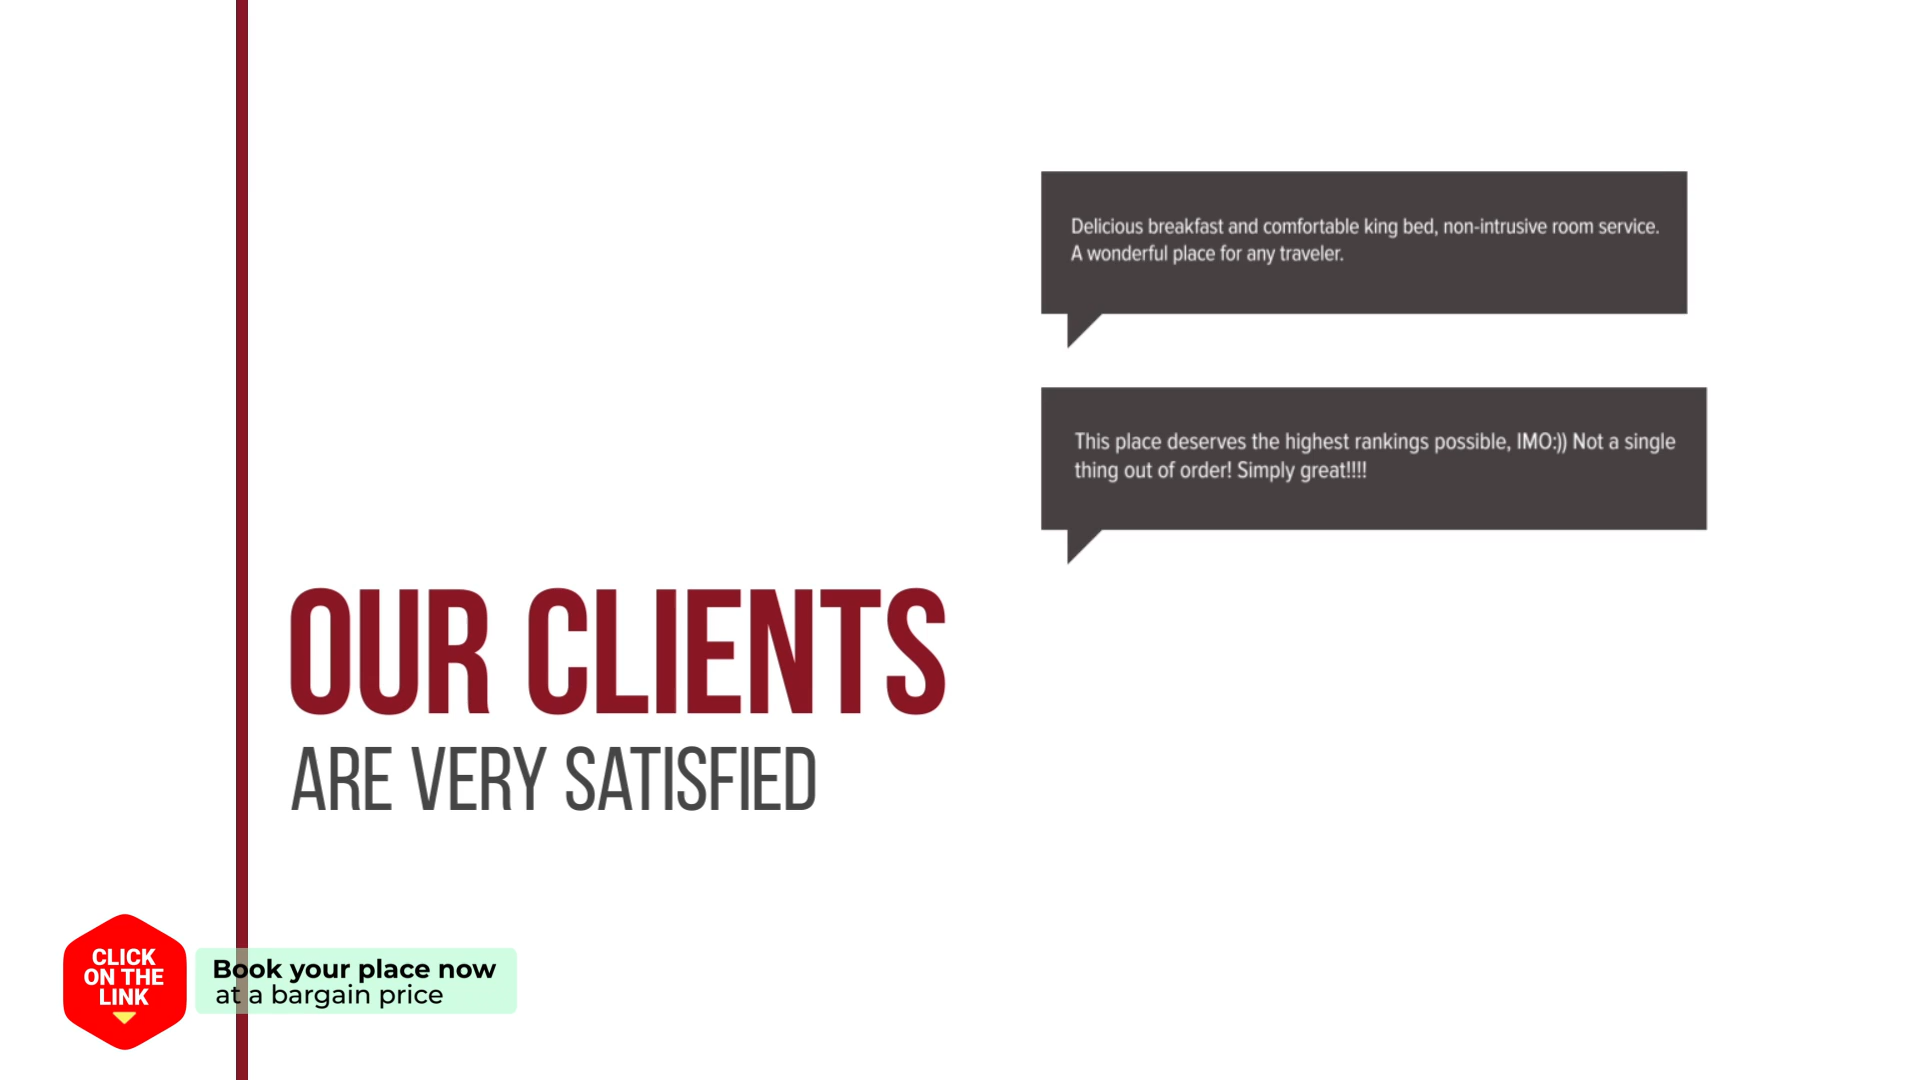 Delicious breakfast and comfortable king bed, non-intrusive room service.
A wonderful place for any traveler.
This place deserves the highest rankings possible, IMO:)) Not a single
thing out of order! Simply great!!!!
OUR CLIENTS
ARE VERY SATISFIED
CLICK
ON THE
LINK
Book your place now
at a bargain price